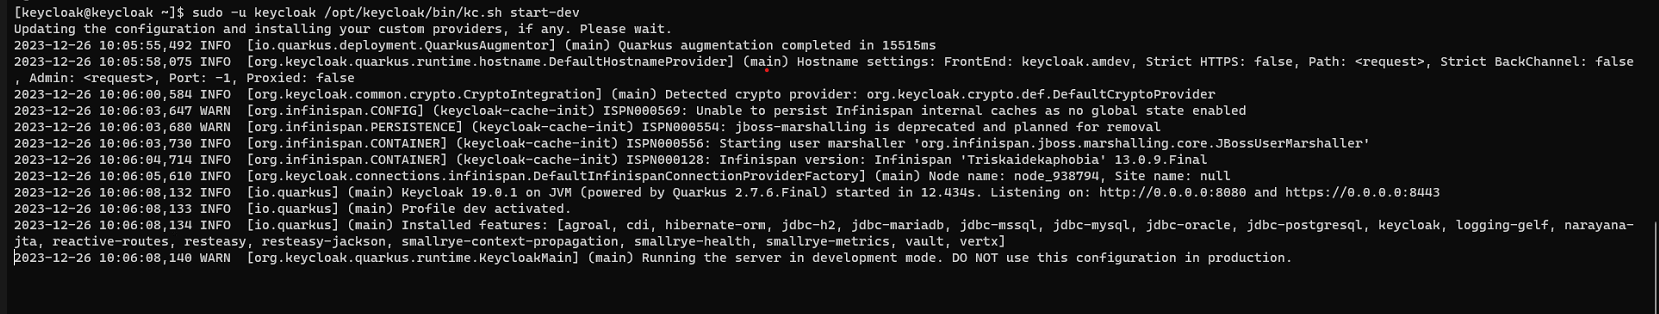 [keycloak@keycloak ~]$ sudo -u keycloak /opt/keycloak/bin/kc.sh start-dev
Updating the configuration and installing your custom providers, if any. Please wait.
2023-12-26 10:05:55,492 INFO  [io.quarkus.deployment.QuarkusAugmentor] (main) Quarkus augmentation completed in 15515ms
2023-12-26 10:05:58,075 INFO  [org.keycloak.quarkus.runtime.hostname.DefaultHostnameProvider] (main) Hostname settings: FrontEnd: keycloak.amdev, Strict HTTPS: false, Path: <request>, Strict BackChannel: false
, Admin: <request>, Port: -1, Proxied: false
2023-12-26 10:06:00,584 INFO  [org.keycloak.common.crypto.CryptoIntegration] (main) Detected crypto provider: org.keycloak.crypto.def.DefaultCryptoProvider
2023-12-26 10:06:03,647 WARN  [org.infinispan.CONFIG] (keycloak-cache-init) ISPN000569: Unable to persist Infinispan internal caches as no global state enabled
2023-12-26 10:06:03,680 WARN  [org.infinispan.PERSISTENCE] (keycloak-cache-init) ISPN000554: jboss-marshalling is deprecated and planned for removal
2023-12-26 10:06:03,730 INFO  [org.infinispan.CONTAINER] (keycloak-cache-init) ISPN000556: Starting user marshaller 'org.infinispan.jboss.marshalling.core.JBossUserMarshaller'
2023-12-26 10:06:04,714 INFO  [org.infinispan.CONTAINER] (keycloak-cache-init) ISPN000128: Infinispan version: Infinispan 'Triskaidekaphobia' 13.0.9.Final
2023-12-26 10:06:05,610 INFO  [org.keycloak.connections.infinispan.DefaultInfinispanConnectionProviderFactory] (main) Node name: node_938794, Site name: null
2023-12-26 10:06:08,132 INFO  [io.quarkus] (main) Keycloak 19.0.1 on JVM (powered by Quarkus 2.7.6.Final) started in 12.434s. Listening on: http://0.0.0.0:8080 and https://0.0.0.0:8443
2023-12-26 10:06:08,133 INFO  [io.quarkus] (main) Profile dev activated.
2023-12-26 10:06:08,134 INFO  [io.quarkus] (main) Installed features: [agroal, cdi, hibernate-orm, jdbc-h2, jdbc-mariadb, jdbc-mssql, jdbc-mysql, jdbc-oracle, jdbc-postgresql, keycloak, logging-gelf, narayana-
jta, reactive-routes, resteasy, resteasy-jackson, smallrye-context-propagation, smallrye-health, smallrye-metrics, vault, vertx]
2023-12-26 10:06:08,140 WARN  [org.keycloak.quarkus.runtime.KeycloakMain] (main) Running the server in development mode. DO NOT use this configuration in production.